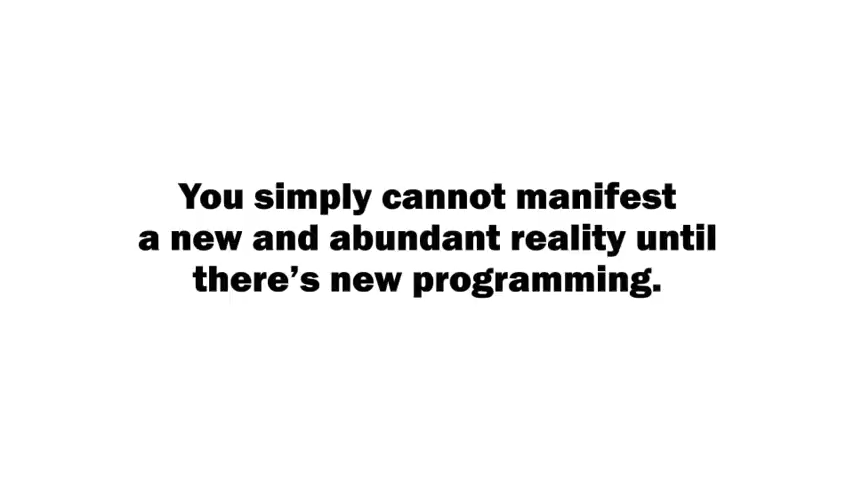 You simply cannot manifest
a new and abundant reality until
there’s new programming.